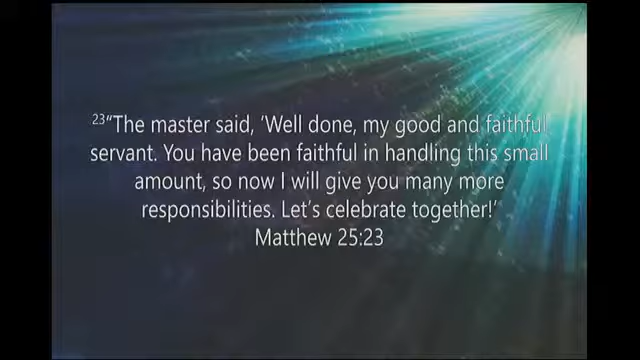 23“The master said, ‘Well done, my good and faithful
servant. You have been faithful in handling this small
amount, so now I will give you many more
responsibilities. Let’s celebrate together!’
Matthew 25:23